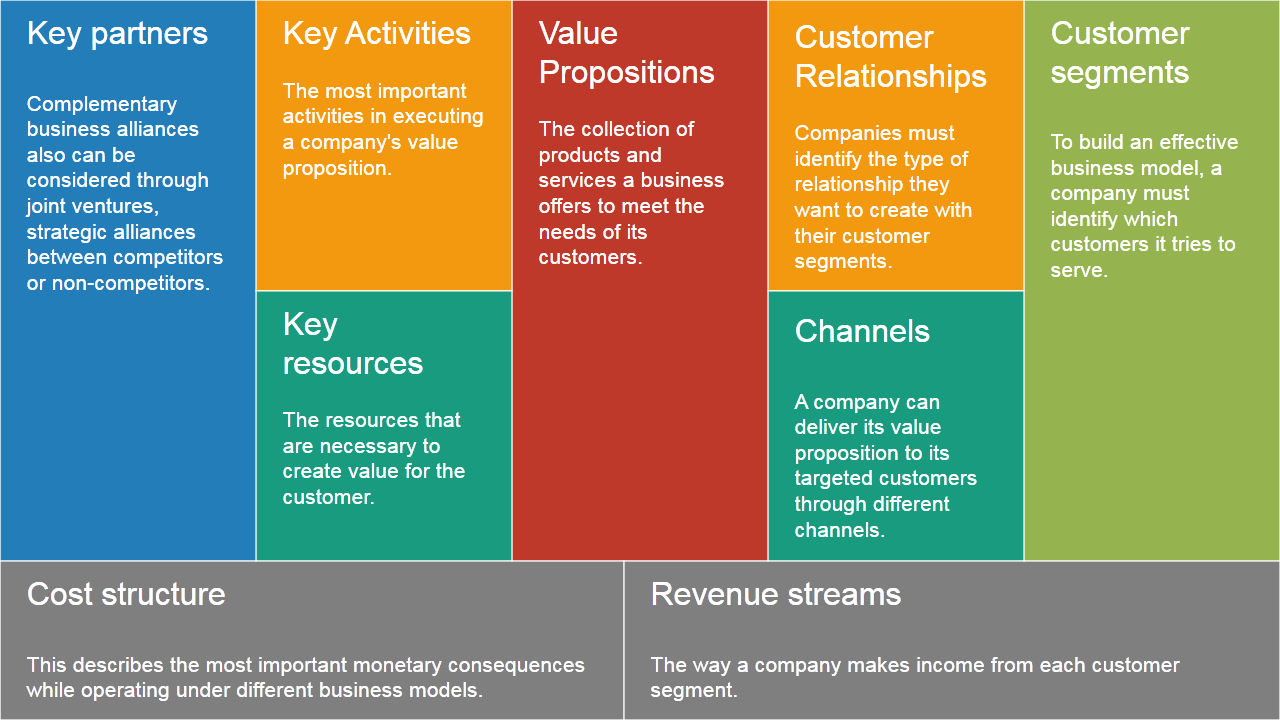 Key partners
Complementary
business alliances
also can be
considered through
joint ventures,
strategic alliances
between competitors
or non-competitors.
Key Activities
The most important
activities in executing
a company's value
proposition.
Key
resources
The resources that
are necessary to
create value for the
customer.
Value
Propositions
The collection of
products and
services a business
offers to meet the
needs of its
customers.
Customer
Relationships
Companies must
identify the type of
relationship they
want to create with
their customer
segments.
Channels
A company can
deliver its value
proposition to its
targeted customers
through different
channels.
Customer
segments
To build an effective
business model, a
company must
identify which
customers it tries to
serve.
Cost structure
This describes the most important monetary consequences
while operating under different business models.
Revenue streams
The way a company makes income from each customer
segment.